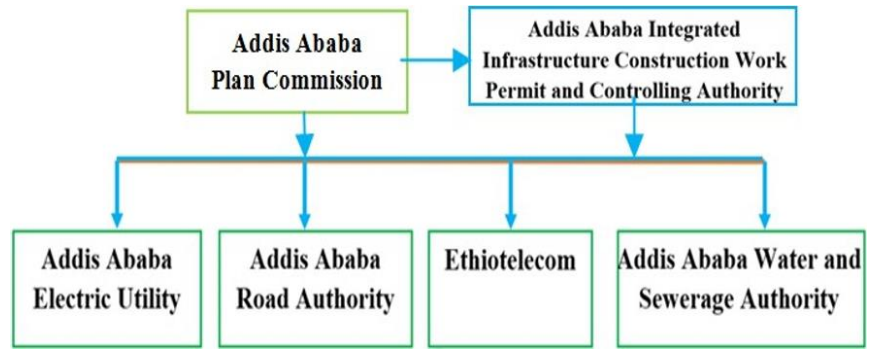 Addis Ababa
Plan Commission
Addis Ababa Integrated
Infrastructure Construction Work
Permit and Controlling Authority
Addis Ababa
Electric Utility
Addis Ababa
Road Authority
Ethiotelecom
Addis Ababa Water and
Sewerage Authority